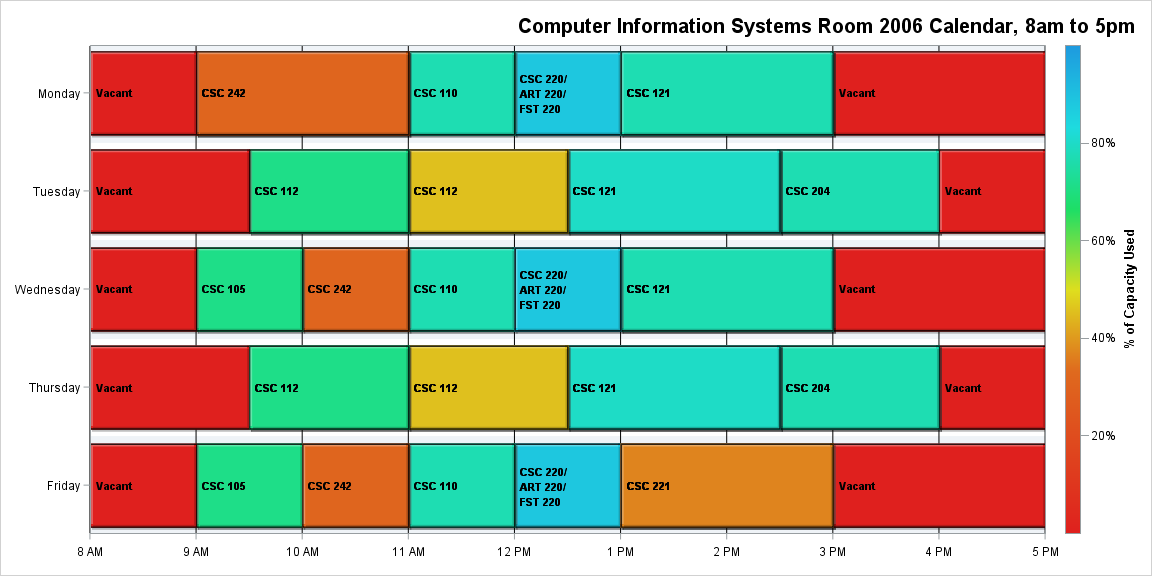 Computer Information Systems Room 2006 Calendar, 8am to 5pm
Monday
Vacant
CSC 242
CSC 110
CSC 220/
ART 220/
FST 220
CSC 121
Vacant
Tuesday
Vacant
CSC 112
CSC 112
CSC 121
CSC 204
Vacant
Wednesday
Vacant
CSC 105
CSC 242
CSC 110
CSC 220/
ART 220/
FST 220
CSC 121
Vacant
Thursday
Vacant
CSC 112
CSC 112
CSC 121
CSC 204
Vacant
Friday
Vacant
CSC 105
CSC 242
CSC 110
CSC 220/
ART 220/
FST 220
CSC 221
Vacant
8 AM
9 AM
10 AM
11 AM
12 PM
1 PM
2 PM
3 PM
4 PM
5 PM
80%
60%
40%
20%
% of Capacity Used